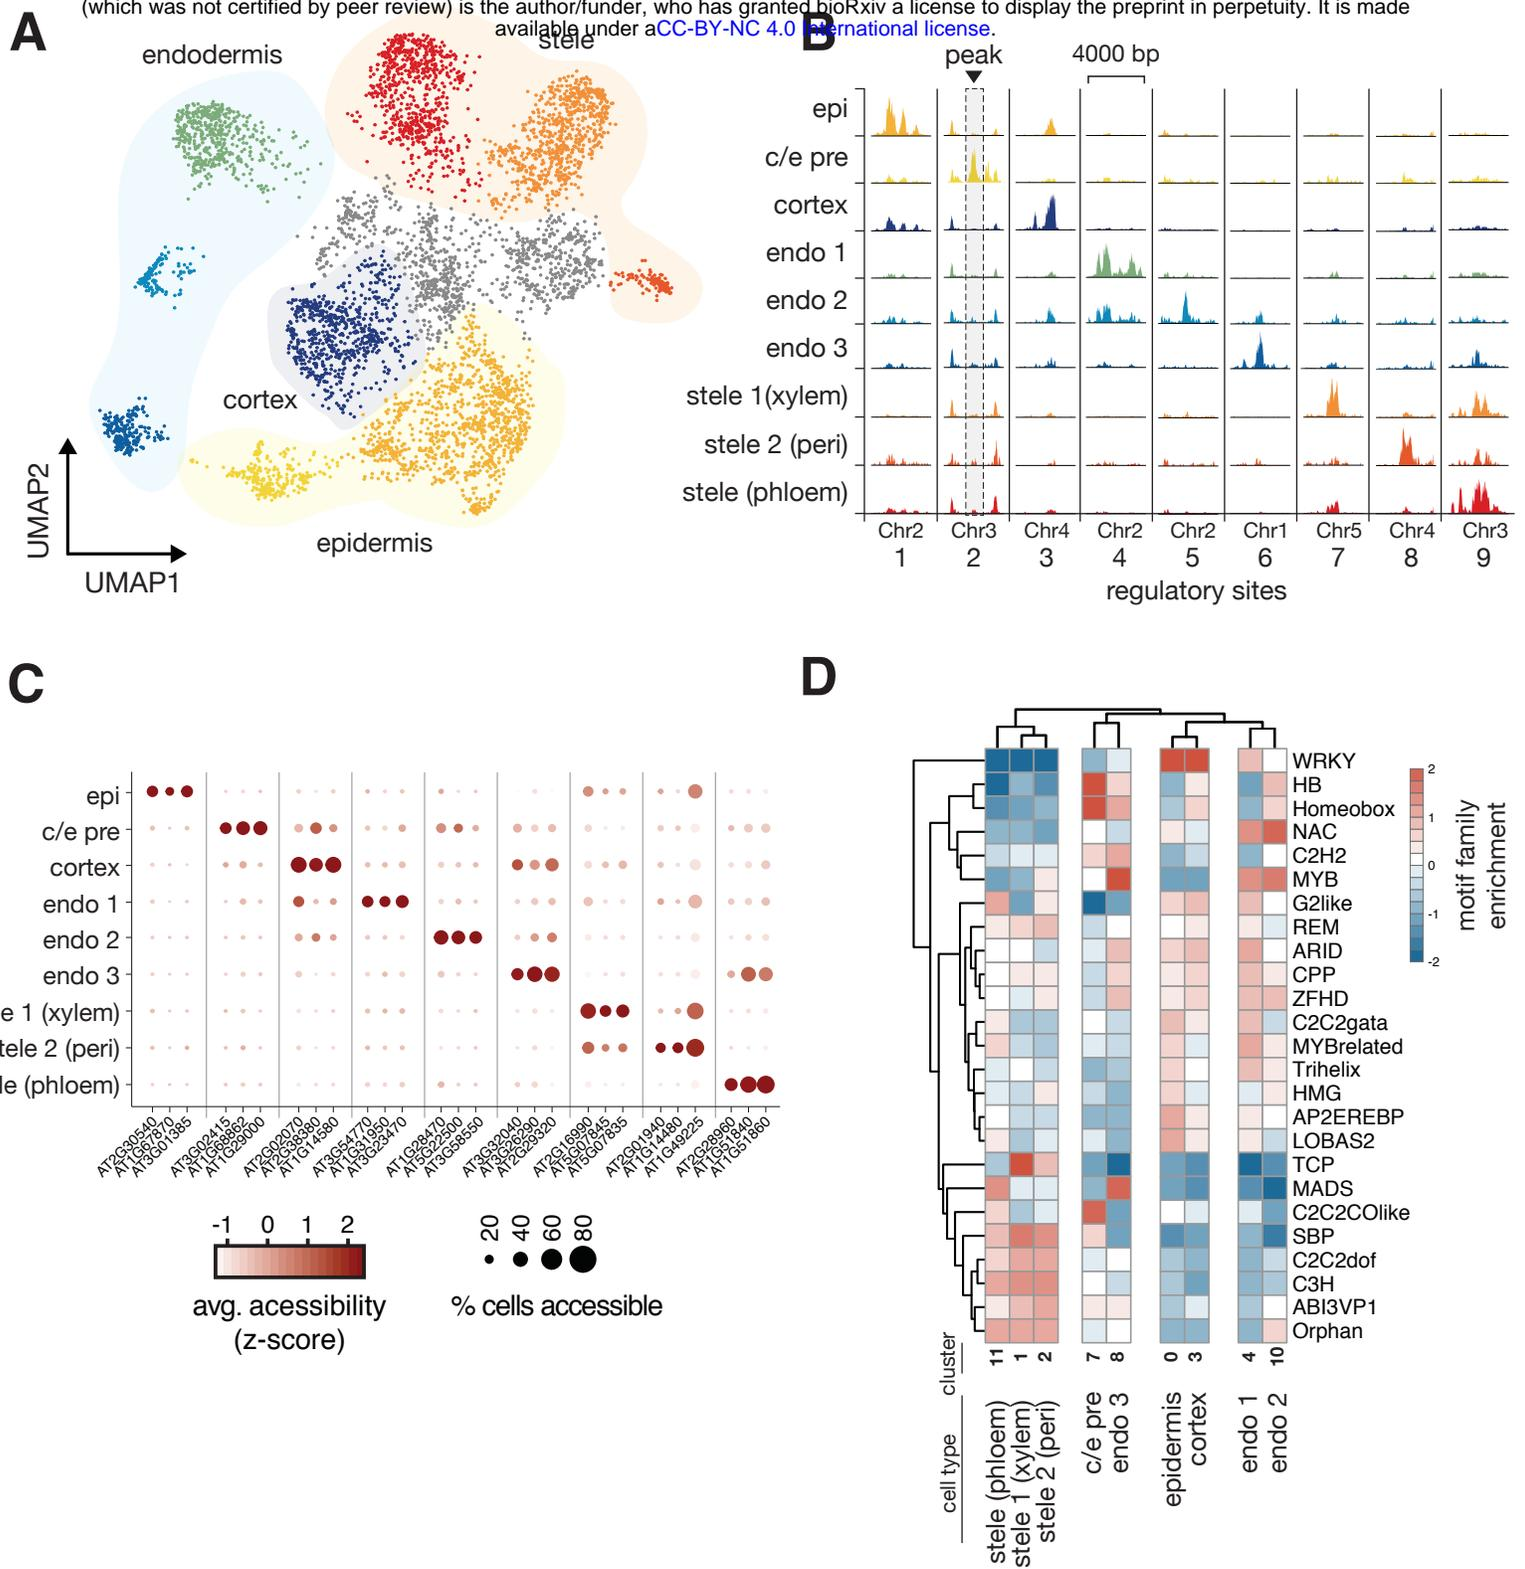 (which was not certified by peer review) is the author/funder, who has granted bioRxiv a license to display the preprint in perpetuity. It is made
available under aCC-BY-NC 4.0 International license.
A
endodermis
stele
cortex
epidermis
UMAP2
UMAP1
B
peak
4000 bp
epi
c/e pre
cortex
endo 1
endo 2
endo 3
stele 1(xylem)
stele 2 (peri)
stele (phloem)
Chr2 Chr3 Chr4 Chr2 Chr2 Chr1 Chr5 Chr4 Chr3
1 2 3 4 5 6 7 8 9
regulatory sites
C
epi
c/e pre
cortex
endo 1
endo 2
endo 3
e 1 (xylem)
tele 2 (peri)
le (phloem)
AT2G30540
AT1G67870
AT3G01385
AT3G02415
AT1G68862
AT1G29000
AT2G02070
AT2G38380
AT1G14580
AT3G54770
AT1G31950
AT3G23470
AT1G28470
AT5G22500
AT3G58550
AT3G32040
AT3G26290
AT2G29320
AT2G16990
AT5G07845
AT5G07835
AT2G01940
AT1G14480
AT1G49225
AT2G28960
AT1G51840
AT1G51860
-1 0 1 2
avg. acessibility
(z-score)
20 40 60 80
% cells accessible
D
WRKY
HB
Homeobox
NAC
C2H2
MYB
G2like
REM
ARID
CPP
ZFHD
C2C2gata
MYBrelated
Trihelix
HMG
AP2EREBP
LOBAS2
TCP
MADS
C2C2COlike
SBP
C2C2dof
C3H
ABI3VP1
Orphan
2
1
0
-1
-2
motif family
enrichment
cluster
11 1 2 7 8 0 3 4 10
cell type
stele (phloem)
stele 1 (xylem)
stele 2 (peri)
c/e pre
endo 3
epidermis
cortex
endo 1
endo 2